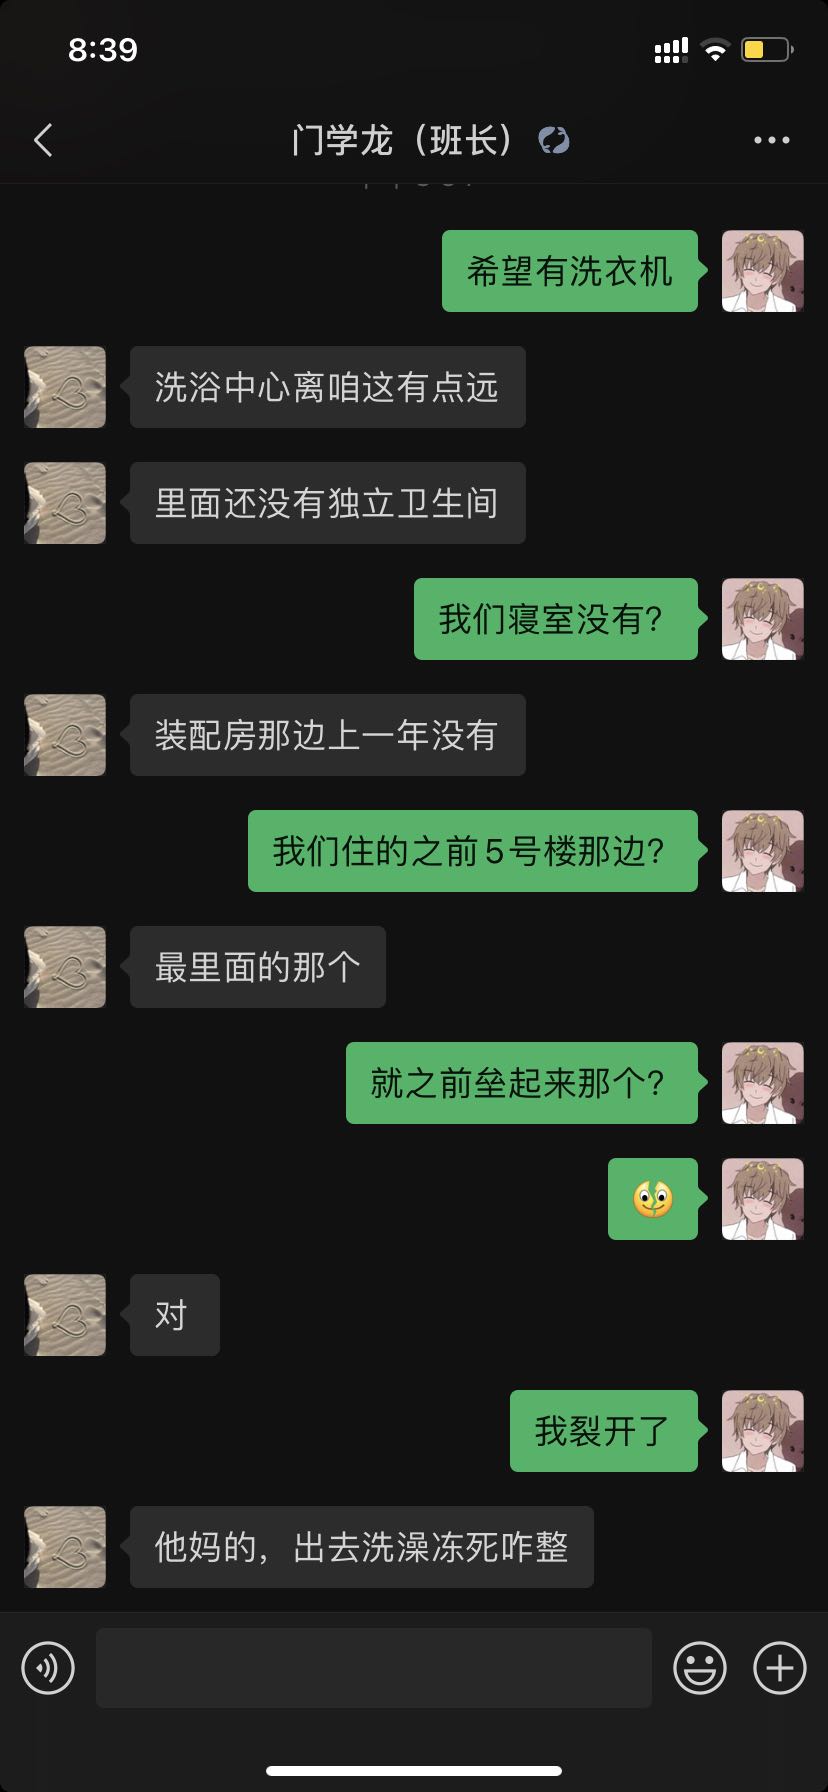 8:39
门学龙（班长）
希望有洗衣机
洗浴中心离咱这有点远
里面还没有独立卫生间
我们寝室没有?
装配房那边上一年没有
我们住的之前5号楼那边?
最里面的那个
就之前垒起来那个?
对
我裂开了
他妈的，出去洗澡冻死咋整